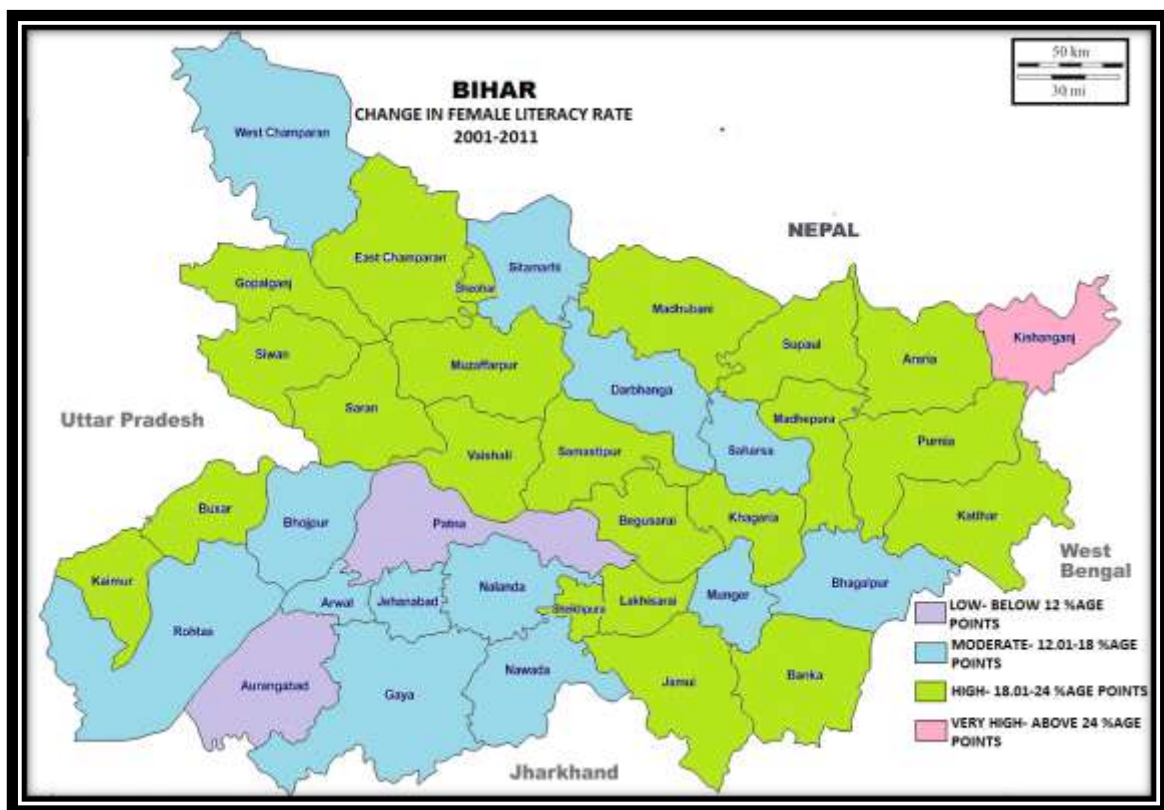 50 km
30 mi
BIHAR
CHANGE IN FEMALE LITERACY RATE
2001-2011
West Champaran
NEPAL
East Champaran
Sheohar
Sitamarhi
Gopalganj
Madhubani
Supaul
Araria
Kishanganj
Siwan
Muzaffarpur
Darbhanga
Saran
Madhepura
Uttar Pradesh
Vaishali
Samastipur
Saharsa
Purnia
Buxar
Bhojpur
Patna
Begusarai
Khagaria
Katihar
West
Bengal
Kaimur
Rohtas
Arwal
Jehanabad
Nalanda
Sheikhpura
Lakhisarai
Munger
Bhagalpur
Aurangabad
Gaya
Nawada
Jamui
Banka
Jharkhand
LOW- BELOW 12 %AGE
POINTS
MODERATE- 12.01-18 %AGE
POINTS
HIGH- 18.01-24 %AGE POINTS
VERY HIGH- ABOVE 24 %AGE
POINTS